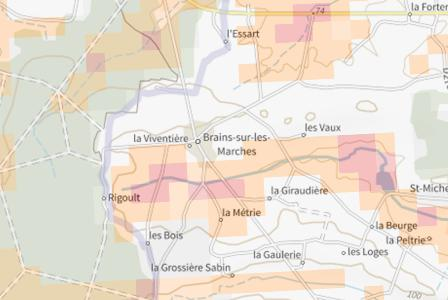 74
la Forter
l'Essart
la Viventière
Brains-sur-les-
Marches
les Vaux
Rigoult
la Giraudière
St-Miche
la Métrie
la Beurge
les Bois
la Peltrie
la Gaulerie
les Loges
la Grossière Sabin
100